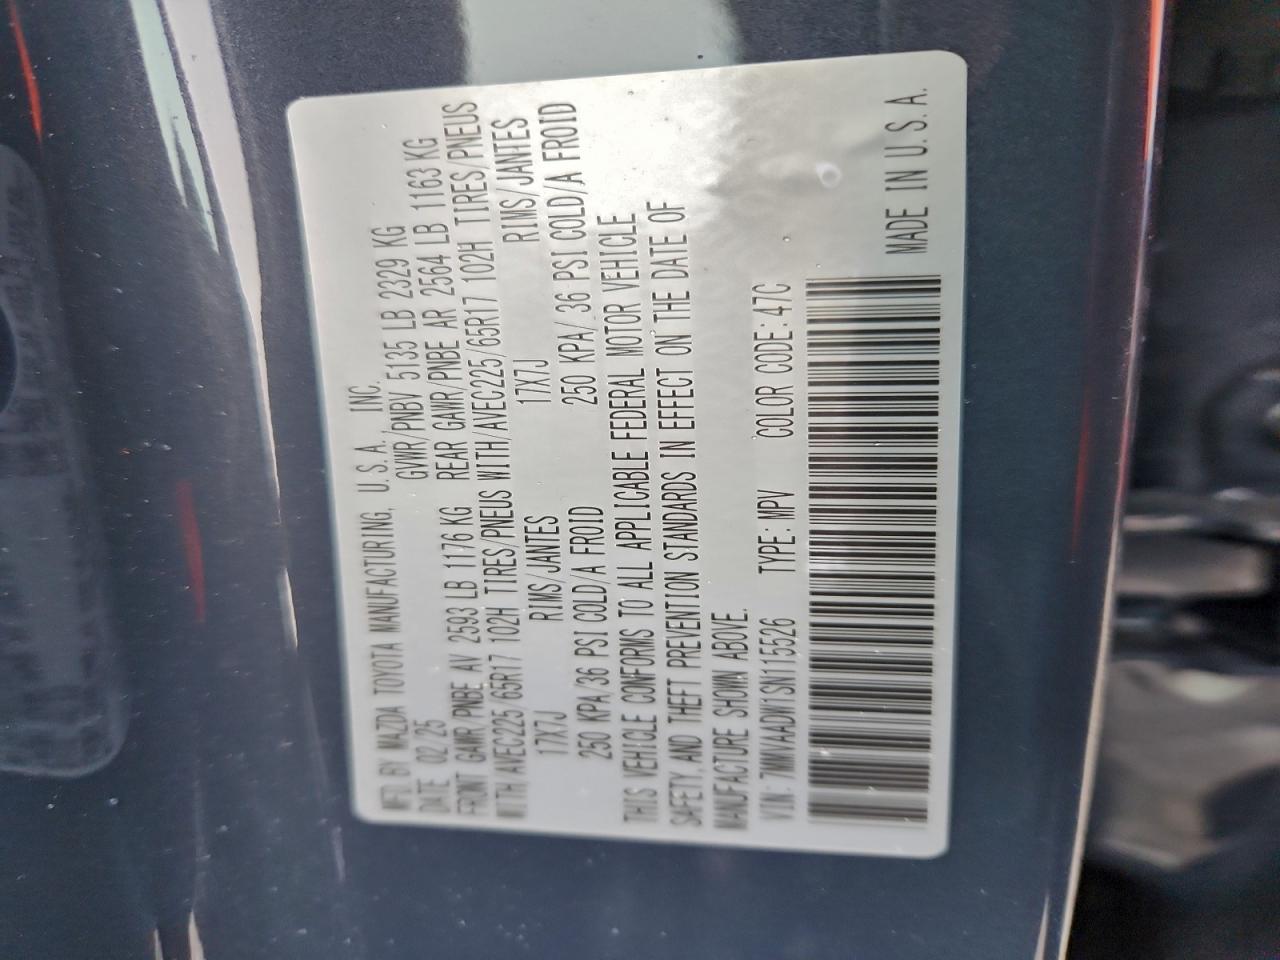 MFD. BY MAZDA TOYOTA MANUFACTURING, U.S.A. INC.
DATE 02 25 GVWR/PNBV 5135 LB 2329 KG
FRONT GAWR/PNBE AV 2593 LB 1176 KG REAR GAWR/PNBE AR 2564 LB 1163 KG
WITH/AVEC225/65R17 102H TIRES/PNEUS WITH/AVEC225/65R17 102H TIRES/PNEUS
17X7J RIMS/JANTES 17X7J RIMS/JANTES
250 KPA/36 PSI COLD/A FROID 250 KPA/ 36 PSI COLD/A FROID
THIS VEHICLE CONFORMS TO ALL APPLICABLE FEDERAL MOTOR VEHICLE
SAFETY, AND THEFT PREVENTION STANDARDS IN EFFECT ON THE DATE OF
MANUFACTURE SHOWN ABOVE.
VIN: 7MMVAADW1SN115526 TYPE: MPV COLOR CODE: 47C
MADE IN U.S.A.